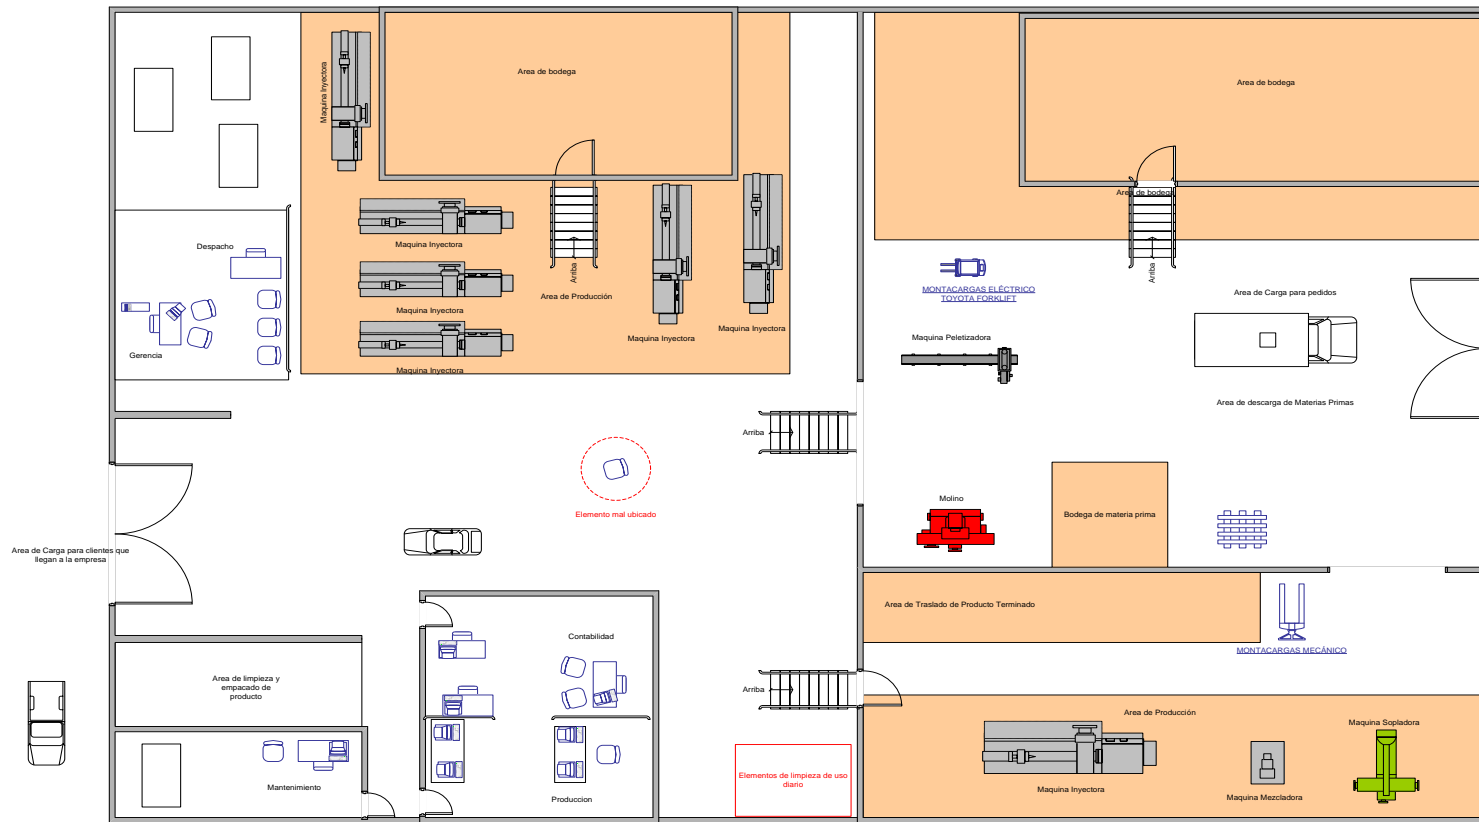 Area de bodega
Maquina Inyectora
Area de bodega
Area de bodega
Despacho
Maquina Inyectora
Arriba
Arriba
MONTACARGAS ELÉCTRICO
TOYOTA FORKLIFT
Area de Carga para pedidos
Area de Producción
Maquina Inyectora
Maquina Inyectora
Maquina Inyectora
Maquina Peletizadora
Gerencia
Maquina Inyectora
Area de descarga de Materias Primas
Arriba
Molino
Elemento mal ubicado
Bodega de materia prima
Area de Carga para clientes que
llegan a la empresa
Area de Traslado de Producto Terminado
Contabilidad
MONTACARGAS MECÁNICO
Area de limpieza y
empacado de
producto
Arriba
Area de Producción
Maquina Sopladora
Elementos de limpieza de uso
diario
Mantenimiento
Maquina Inyectora
Maquina Mezcladora
Produccion